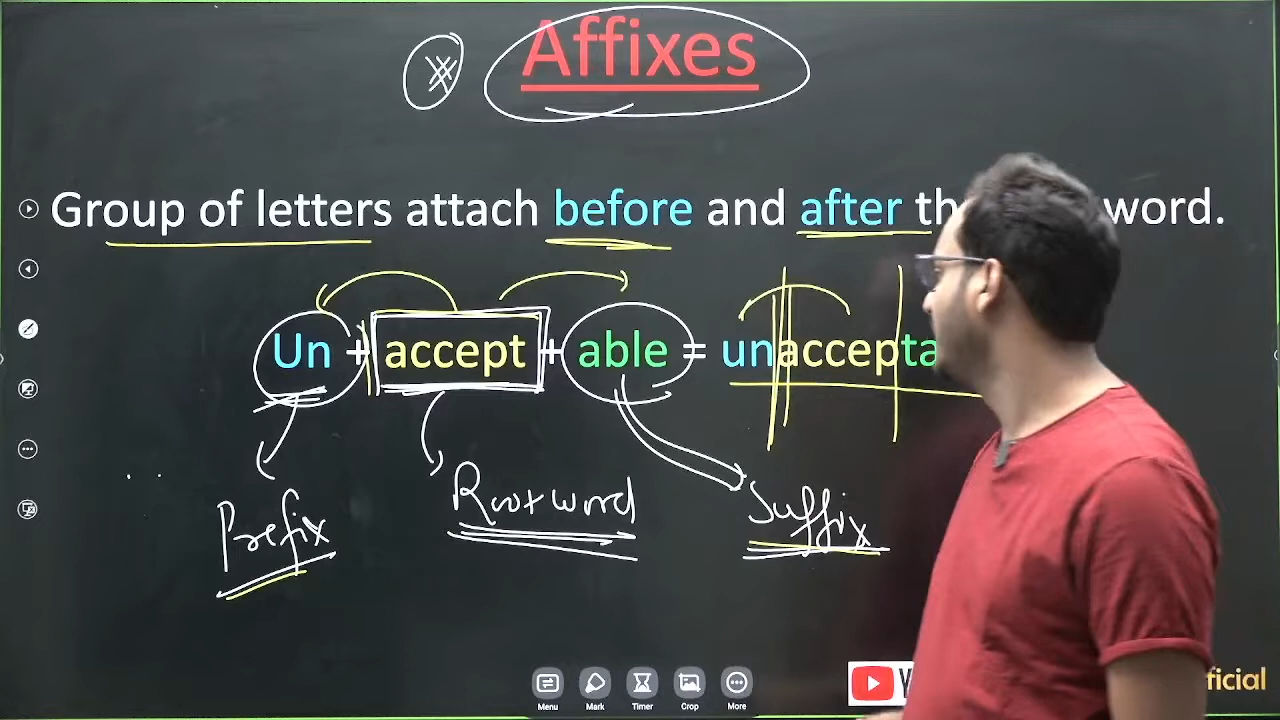 Affixes
Group of letters attach before and after th word.
Un + accept + able = unaccepta
Prefix
Rootword
Suffix
Menu Mark Timer Crop More
ficial